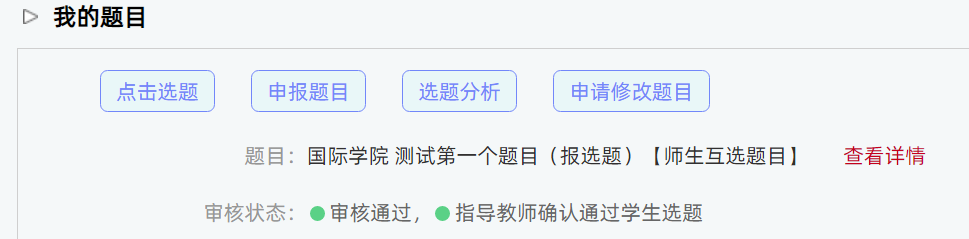 我的题目
点击选题 申报题目 选题分析 申请修改题目
题目：国际学院 测试第一个题目（报选题）【师生互选题目】 查看详情
审核状态：审核通过，指导教师确认通过学生选题